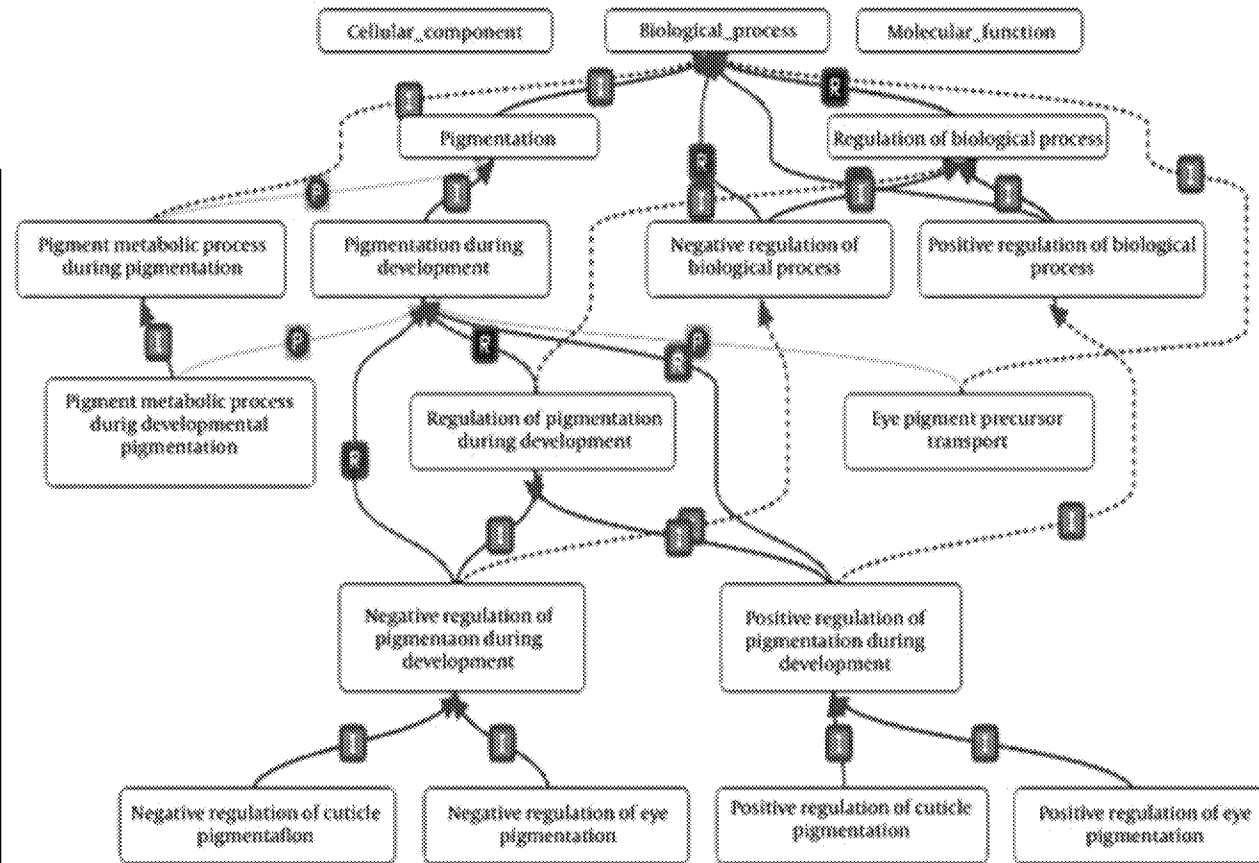 Cellular_component
Biological_process
Molecular_function
I
I
R
Pigmentation
Regulation of biological process
P
I
R
I
I
I
I
Pigment metabolic process
during pigmentation
Pigmentation during
development
Negative regulation of
biological process
Positive regulation of biological
process
I
P
R
P
Pigment metabolic process
durig developmental
pigmentation
Regulation of pigmentation
during development
Eye pigment precursor
transport
I
I
I
Negative regulation of
pigmentaon during
development
Positive regulation of
pigmentation during
development
I
I
I
I
Negative regulation of cuticle
pigmentation
Negative regulation of eye
pigmentation
Positive regulation of cuticle
pigmentation
Positive regulation of eye
pigmentation